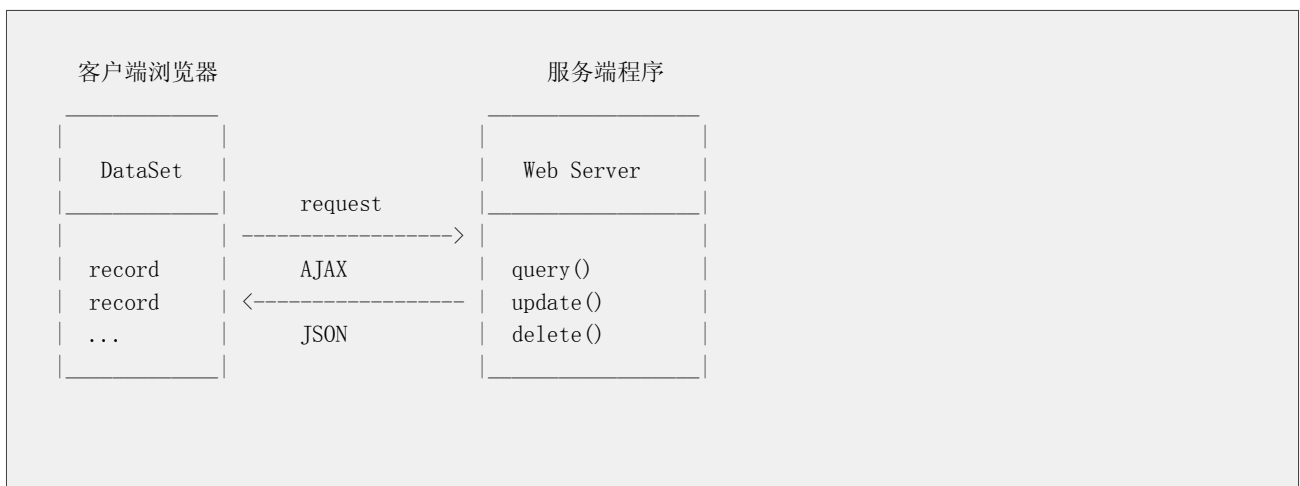 客户端浏览器 服务端程序
DataSet Web Server
request
------------------>
record AJAX query()
record <------------------- update()
... JSON delete()